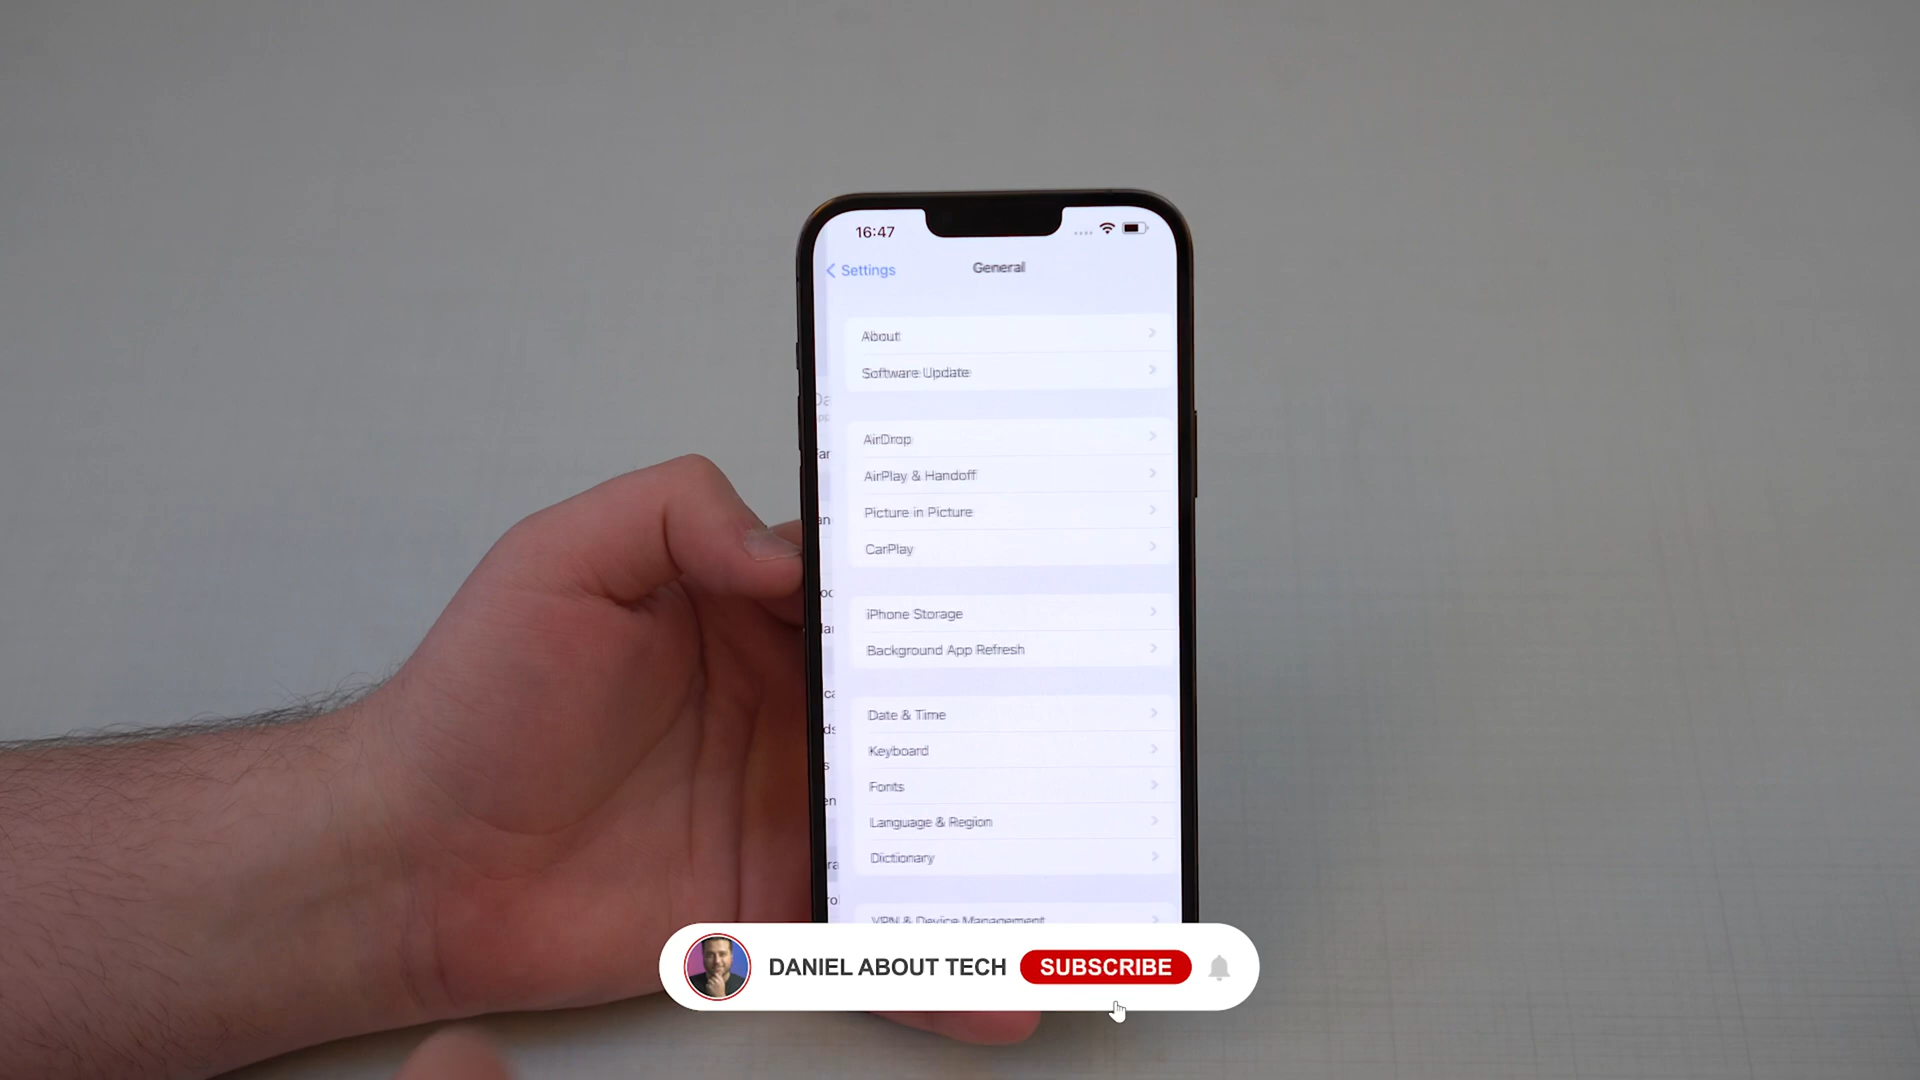 16:47
Settings
General
About
Software Update
AirDrop
AirPlay & Handoff
Picture in Picture
CarPlay
iPhone Storage
Background App Refresh
Date & Time
Keyboard
Fonts
Language & Region
Dictionary
VPN & Device Management
DANIEL ABOUT TECH
SUBSCRIBE